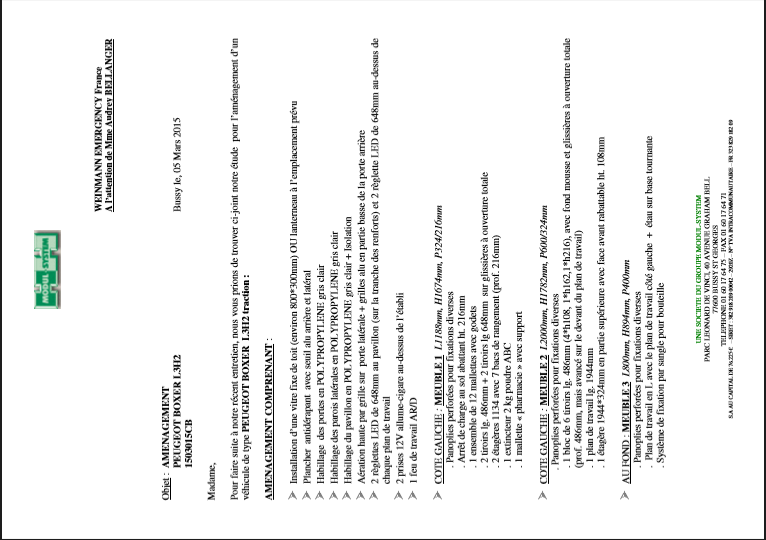 MODUL-SYSTEM
WEINMANN EMERGENCY France
A l'attention de Mme Audrey BELLANGER
Objet : AMENAGEMENT
PEUGEOT BOXER L3H2
1503015CB
Bussy le, 05 Mars 2015
Madame,
Pour faire suite à notre récent entretien, nous vous prions de trouver ci-joint notre étude pour l'aménagement d'un
véhicule de type PEUGEOT BOXER L3H2 traction :
AMENAGEMENT COMPRENANT :
➢ Installation d'une vitre fixe de toit (environ 800*300mm) OU lanterneau à l'emplacement prévu
➢ Plancher antidérapant avec seuil alu arrière et latéral
➢ Habillage des portes en POLYPROPYLENE gris clair
➢ Habillage des parois latérales en POLYPROPYLENE gris clair
➢ Habillage du pavillon en POLYPROPYLENE gris clair + Isolation
➢ Aération haute par grille sur porte latérale + grilles alu en partie basse de la porte arrière
➢ 2 réglettes LED de 648mm au pavillon (sur la tranche des renforts) et 2 réglette LED de 648mm au-dessus de
chaque plan de travail
➢ 2 prises 12V allume-cigare au-dessus de l'établi
➢ 1 feu de travail AR/D
➢ COTE GAUCHE : MEUBLE 1 L1188mm, H1674mm, P324/216mm
. Panoplies perforées pour fixations diverses
. Arrêt de charge au sol abattant ht. 216mm
. 1 ensemble de 12 mallettes avec godets
. 2 tiroirs lg. 486mm + 2 tiroirs lg 648mm sur glissières à ouverture totale
. 2 étagères 1134 avec 7 bacs de rangement (prof. 216mm)
. 1 extincteur 2 kg poudre ABC
. 1 mallette « pharmacie » avec support
➢ COTE GAUCHE : MEUBLE 2 L2000mm, H1782mm, P600/324mm
. Panoplies perforées pour fixations diverses
. 1 bloc de 6 tiroirs lg. 486mm (4*h108, 1*h162,1*h216), avec fond mousse et glissières à ouverture totale
(prof. 486mm, mais avancé sur le devant du plan de travail)
. 1 plan de travail lg. 1944mm
. 1 étagère 1944*324mm en partie supérieure avec face avant rabattable ht. 108mm
➢ AU FOND : MEUBLE 3 L800mm, H894mm, P400mm
. Panoplies perforées pour fixations diverses
. Plan de travail en L avec le plan de travail côté gauche + étau sur base tournante
. Système de fixation par sangle pour bouteille
UNE SOCIETE DU GROUPE MODUL-SYSTEM
PARC LEONARD DE VINCI, 40 AVENUE GRAHAM BELL
77600 BUSSY ST GEORGES
TELEPHONE 01 60 17 64 75 – FAX 01 60 17 64 71